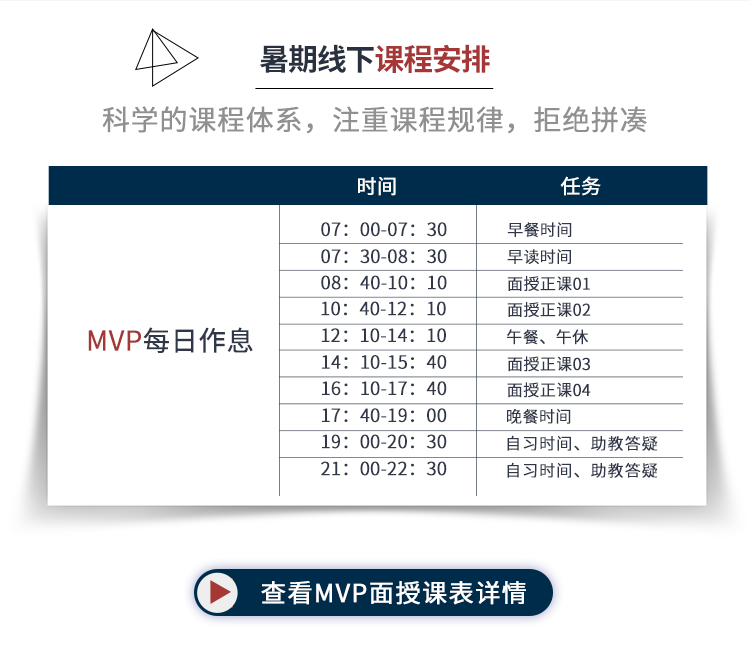 暑期线下课程安排
科学的课程体系，注重课程规律，拒绝拼凑
时间 任务
MVP每日作息
07：00-07：30 早餐时间
07：30-08：30 早读时间
08：40-10：10 面授正课01
10：40-12：10 面授正课02
12：10-14：10 午餐、午休
14：10-15：40 面授正课03
16：10-17：40 面授正课04
17：40-19：00 晚餐时间
19：00-20：30 自习时间、助教答疑
21：00-22：30 自习时间、助教答疑
查看MVP面授课表详情